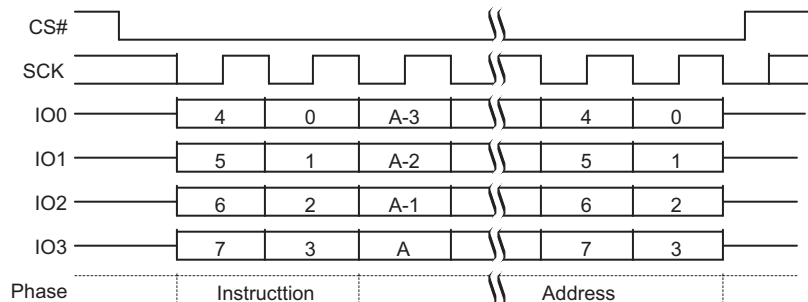 CS#
SCK
IO0 4 0 A-3 4 0
IO1 5 1 A-2 5 1
IO2 6 2 A-1 6 2
IO3 7 3 A 7 3
Phase Instructtion Address